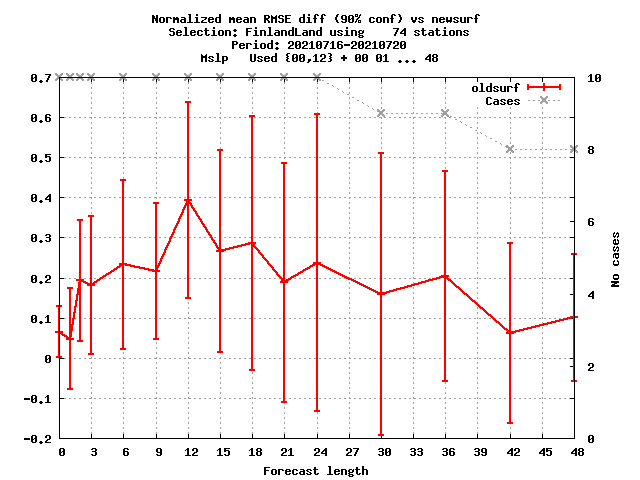 Normalized mean RMSE diff (90% conf) vs newsurf
Selection: FinlandLand using    74 stations
Period: 20210716-20210720
Mslp   Used {00,12} + 00 01 ... 48
oldsurf
Cases
0,7
0,6
0,5
0,4
0,3
0,2
0,1
0
-0,1
-0,2
10
8
6
4
2
0
No cases
0 3 6 9 12 15 18 21 24 27 30 33 36 39 42 45 48
Forecast length